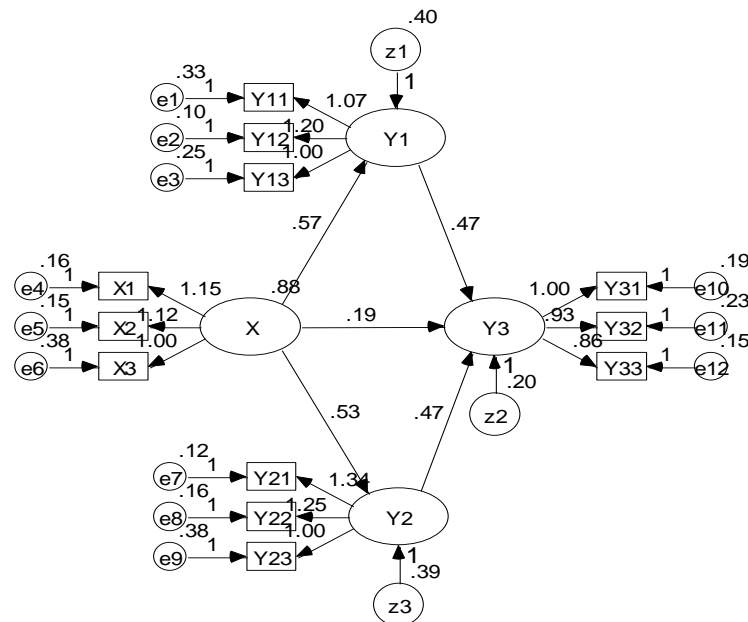 .40
z1
1
.33
e1 1 Y11 1.07
.10
e2 1 Y12 1.20 Y1
.25
e3 1 Y13 1.00
.57 .47
.16
e4 1 X1 1.15 .88 1.00 Y31 1 e10 .19
.15
e5 1 X2 1.12 X .19 Y3 .93 Y32 1 e11 .23
.38
e6 1 X3 1.00 .86 Y33 1 e12 .15
1
.20
z2
.53 .47
.12
e7 1 Y21 1.34
.16
e8 1 Y22 1.25 Y2
.38
e9 1 Y23 1.00
1
.39
z3